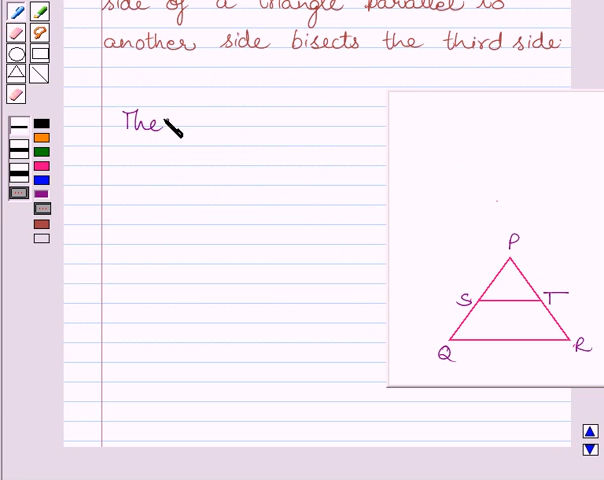 side of a triangle parallel to
another side bisects the third side.
The
P
S T
Q R